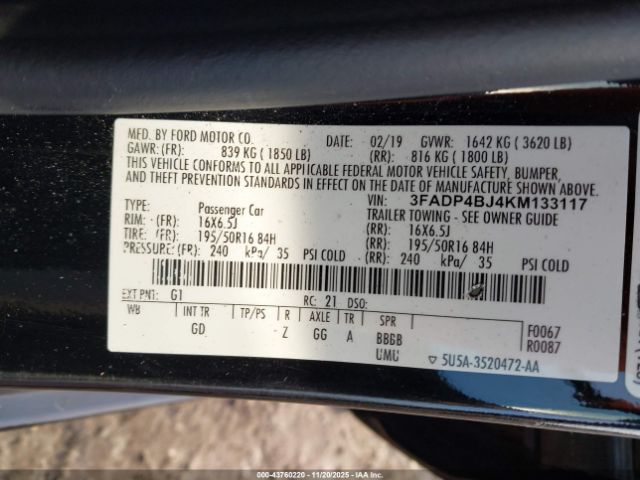 MFD. BY FORD MOTOR CO. DATE: 02/19 GVWR: 1642 KG ( 3620 LB)
GAWR: (FR): 839 KG ( 1850 LB) (RR): 816 KG ( 1800 LB)
THIS VEHICLE CONFORMS TO ALL APPLICABLE FEDERAL MOTOR VEHICLE SAFETY, BUMPER,
AND THEFT PREVENTION STANDARDS IN EFFECT ON THE DATE OF MANUFACTURE SHOWN ABOVE.
VIN: 3FADP4BJ4KM133117
TYPE: Passenger Car TRAILER TOWING - SEE OWNER GUIDE
RIM: (FR): 16X6.5J (RR): 16X6.5J
TIRE: (FR): 195/50R16 84H (RR): 195/50R16 84H
PRESSURE: (FR): 240 kPa/ 35 PSI COLD (RR): 240 kPa/ 35 PSI COLD
EXT PNT: G1 RC: 21 DSO:
WB INT TR TP/PS R AXLE TR SPR F0067
GD Z GG A BBGB R0087
UMU ▽ 5U5A-3520472-AA
000-43760220 - 11/20/2025 - IAAI.COM